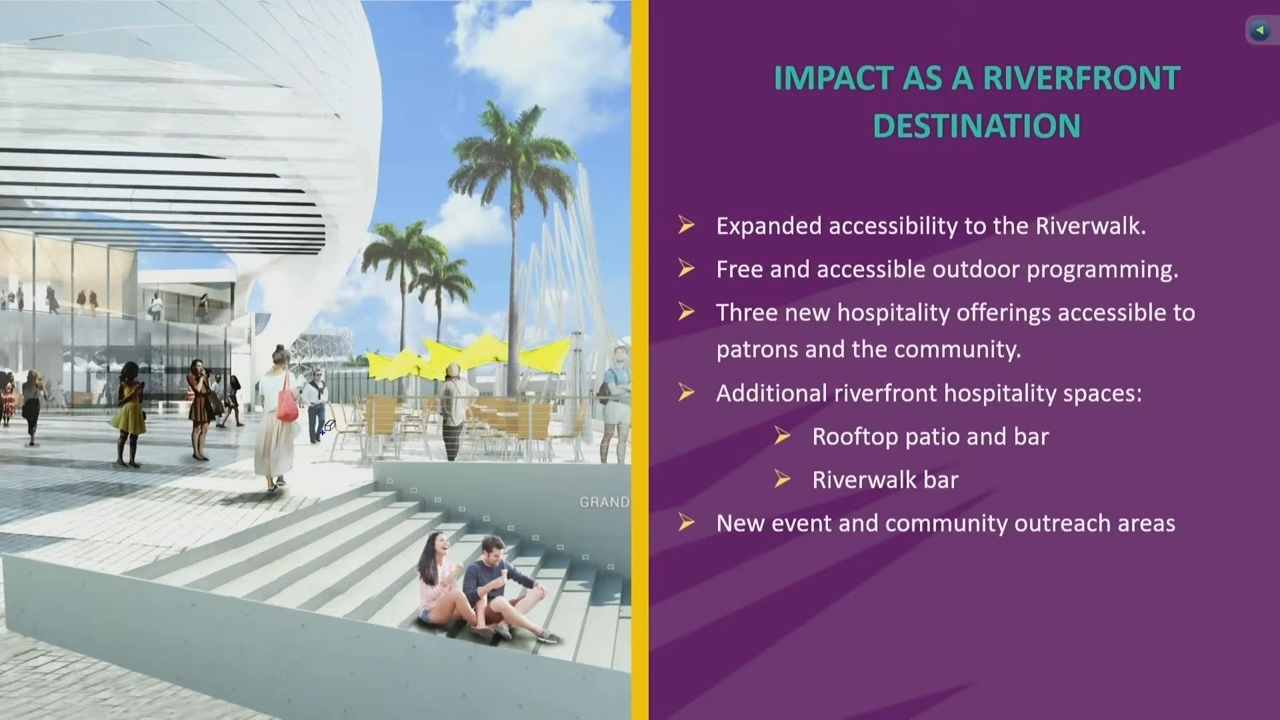 IMPACT AS A RIVERFRONT
DESTINATION
Expanded accessibility to the Riverwalk.
Free and accessible outdoor programming.
Three new hospitality offerings accessible to
patrons and the community.
Additional riverfront hospitality spaces:
Rooftop patio and bar
Riverwalk bar
New event and community outreach areas
GRAND